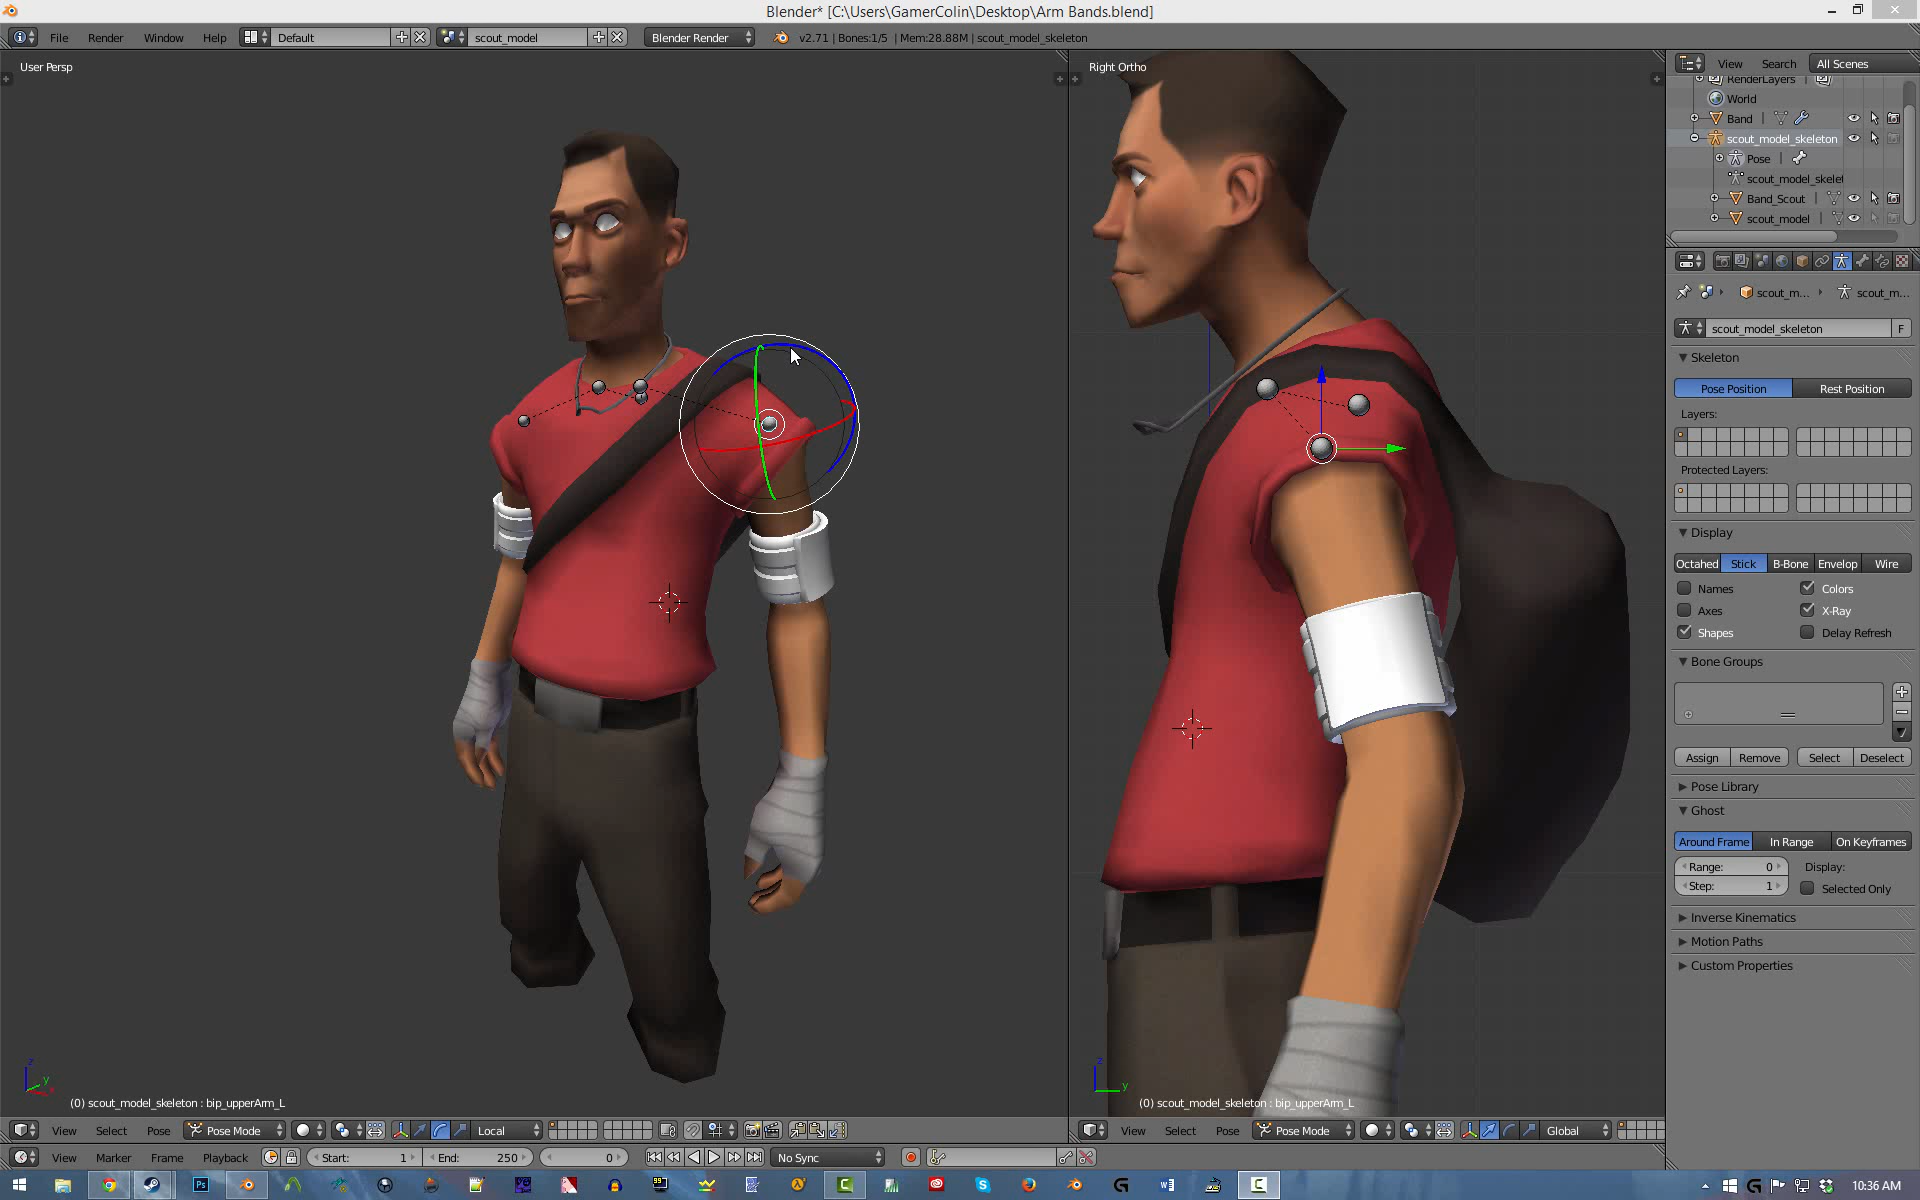 Blender* [C:\Users\GamerColin\Desktop\Arm Bands.blend]
File Render Window Help Default scout_model Blender Render v2.71 | Bones:1/5 | Mem:28.88M | scout_model_skeleton
User Persp
Right Ortho
View Search All Scenes
RenderLayers
World
Band
scout_model_skeleton
Pose
scout_model_skelet
Band_Scout
scout_model
scout_m... scout_m...
scout_model_skeleton F
Skeleton
Pose Position Rest Position
Layers:
Protected Layers:
Display
Octahed Stick B-Bone Envelop Wire
Names Colors
Axes X-Ray
Shapes Delay Refresh
Bone Groups
Assign Remove Select Deselect
Pose Library
Ghost
Around Frame In Range On Keyframes
Range: 0 Display:
Step: 1 Selected Only
Inverse Kinematics
Motion Paths
Custom Properties
z
y
(0) scout_model_skeleton : bip_upperArm_L
z
y
(0) scout_model_skeleton : bip_upperArm_L
View Select Pose Pose Mode Local
View Select Pose Pose Mode Global
View Marker Frame Playback Start: 1 End: 250 0 No Sync
Ps 99 W 10:36 AM